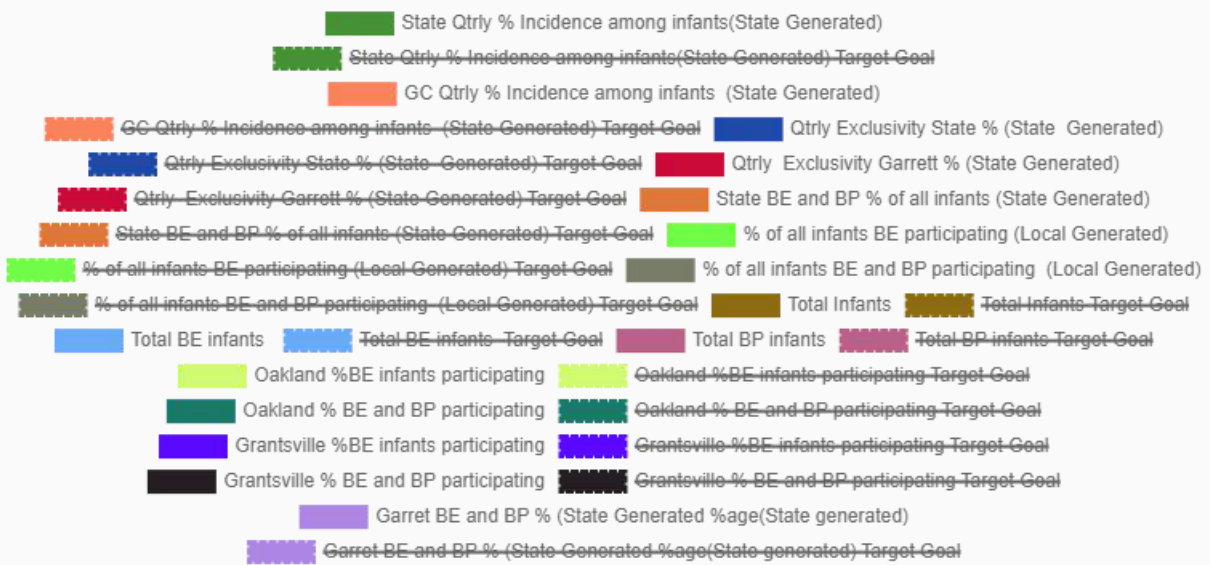 State Qtrly % Incidence among infants(State Generated)
State Qtrly % Incidence among infants(State Generated) Target Goal
GC Qtrly % Incidence among infants  (State Generated)
GC Qtrly % Incidence among infants  (State Generated) Target Goal Qtrly Exclusivity State % (State  Generated)
Qtrly Exclusivity State % (State  Generated) Target Goal Qtrly  Exclusivity Garrett % (State Generated)
Qtrly  Exclusivity Garrett % (State Generated) Target Goal State BE and BP % of all infants (State Generated)
State BE and BP % of all infants (State Generated) Target Goal % of all infants BE participating (Local Generated)
% of all infants BE participating (Local Generated) Target Goal % of all infants BE and BP participating  (Local Generated)
% of all infants BE and BP participating  (Local Generated) Target Goal Total Infants Total Infants Target Goal
Total BE infants Total BE infants  Target Goal Total BP infants Total BP infants Target Goal
Oakland %BE infants participating Oakland %BE infants participating Target Goal
Oakland % BE and BP participating Oakland % BE and BP participating Target Goal
Grantsville %BE infants participating Grantsville %BE infants participating Target Goal
Grantsville % BE and BP participating Grantsville % BE and BP participating Target Goal
Garret BE and BP % (State Generated %age(State generated)
Garret BE and BP % (State Generated %age(State generated) Target Goal